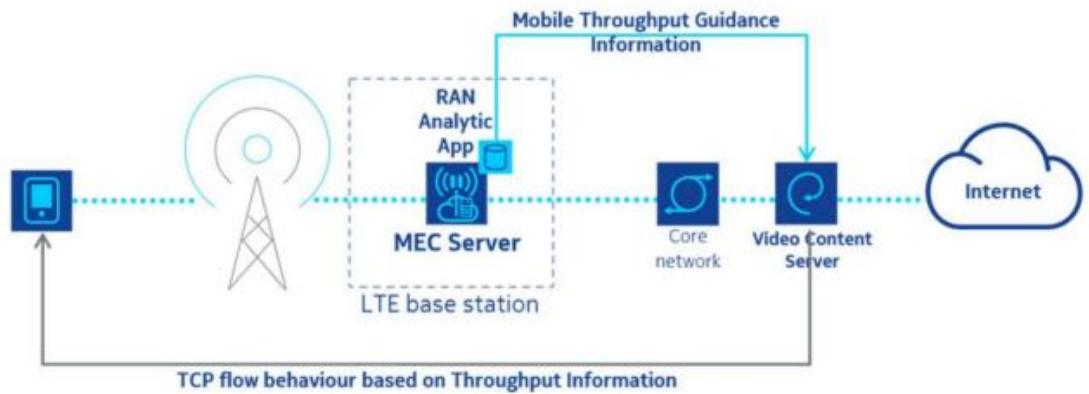 Mobile Throughput Guidance
Information
RAN
Analytic
App
MEC Server
LTE base station
Core
network
Video Content
Server
Internet
TCP flow behaviour based on Throughput Information